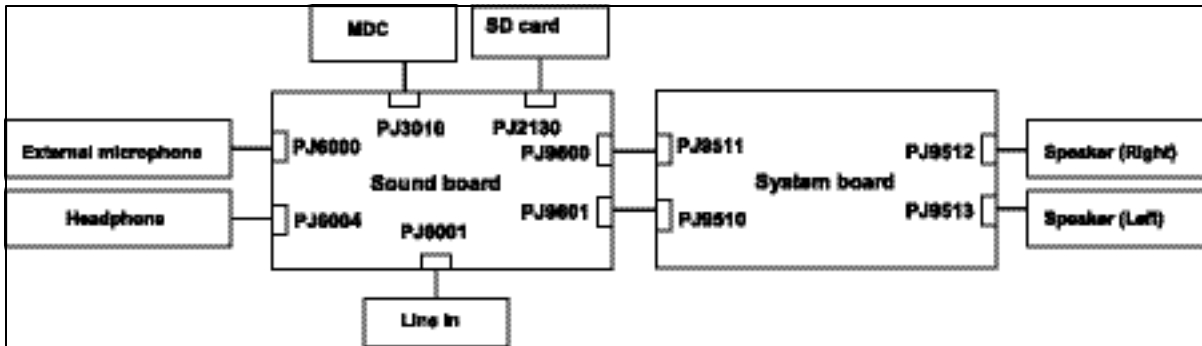 MDC
SD card
PJ3010
PJ2130
External microphone
PJ6000
PJ9600
PJ9511
PJ9512
Speaker (Right)
Sound board
System board
Headphone
PJ6004
PJ9601
PJ9510
PJ9513
Speaker (Left)
PJ6001
Line in